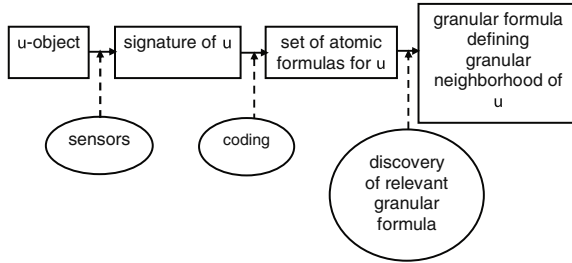 u-object
signature of u
set of atomic
formulas for u
granular formula
defining
granular
neighborhood of
u
sensors
coding
discovery
of relevant
granular
formula